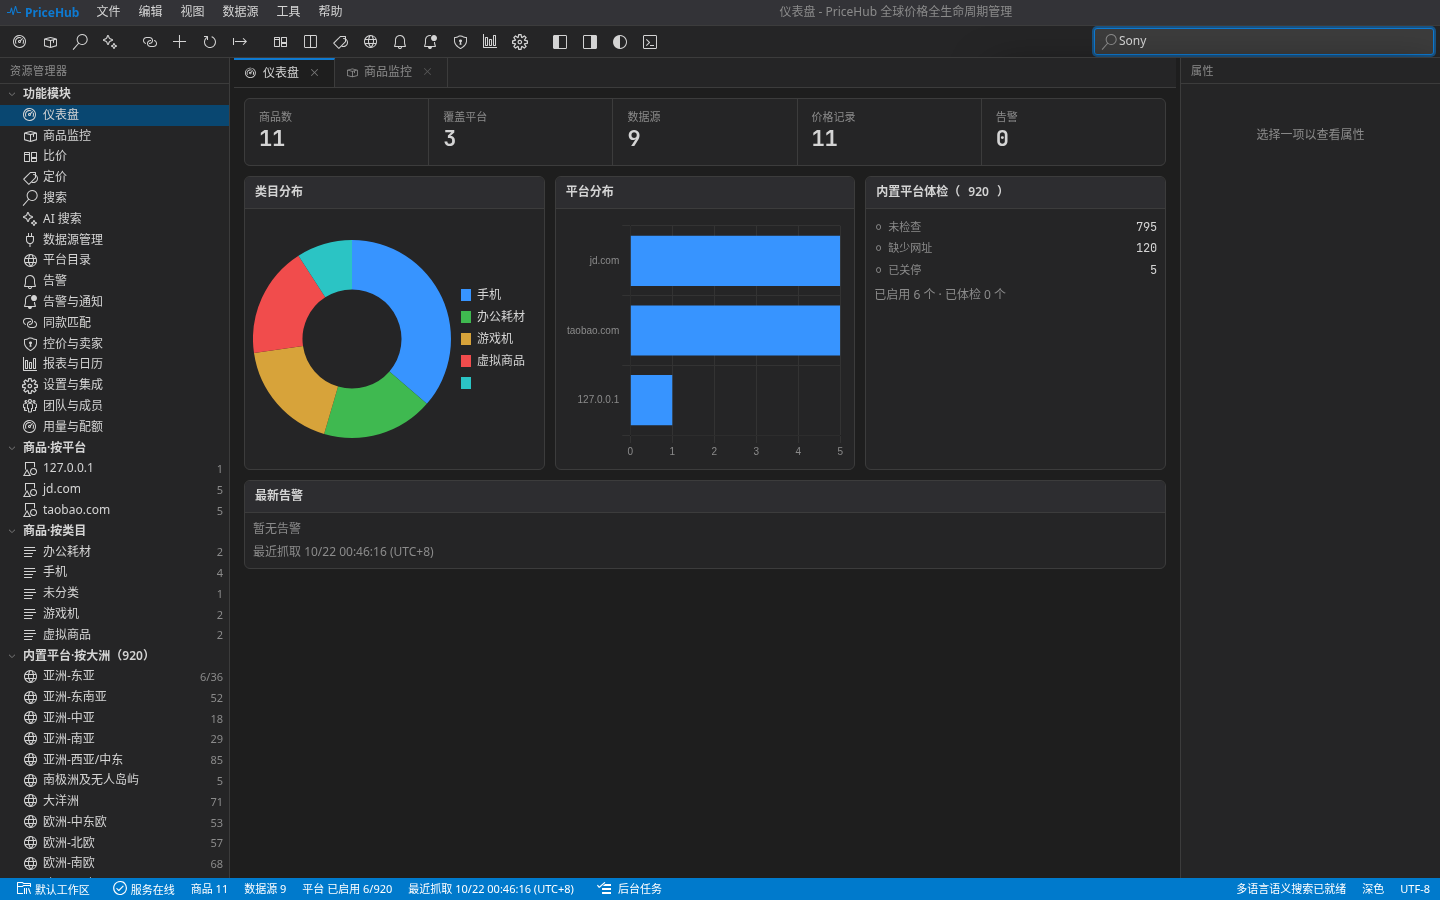 PriceHub 文件 编辑 视图 数据源 工具 帮助 仪表盘 - PriceHub 全球价格全生命周期管理
Sony
资源管理器
功能模块
仪表盘
商品监控
比价
定价
搜索
AI 搜索
数据源管理
平台目录
告警
告警与通知
同款匹配
控价与卖家
报表与日历
设置与集成
团队与成员
用量与配额
商品·按平台
127.0.0.1 1
jd.com 5
taobao.com 5
商品·按类目
办公耗材 2
手机 4
未分类 1
游戏机 2
虚拟商品 2
内置平台·按大洲（920）
亚洲-东亚 6/36
亚洲-东南亚 52
亚洲-中亚 18
亚洲-南亚 29
亚洲-西亚/中东 85
南极洲及无人岛屿 5
大洋洲 71
欧洲-中东欧 53
欧洲-北欧 57
欧洲-南欧 68
仪表盘 商品监控
商品数 覆盖平台 数据源 价格记录 告警
11 3 9 11 0
类目分布
手机
办公耗材
游戏机
虚拟商品
平台分布
jd.com
taobao.com
127.0.0.1
0 1 2 3 4 5
内置平台体检（ 920 ）
未检查 795
缺少网址 120
已关停 5
已启用 6 个 · 已体检 0 个
最新告警
暂无告警
最近抓取 10/22 00:46:16 (UTC+8)
属性
选择一项以查看属性
默认工作区 服务在线 商品 11 数据源 9 平台 已启用 6/920 最近抓取 10/22 00:46:16 (UTC+8) 后台任务 多语言语义搜索已就绪 深色 UTF-8